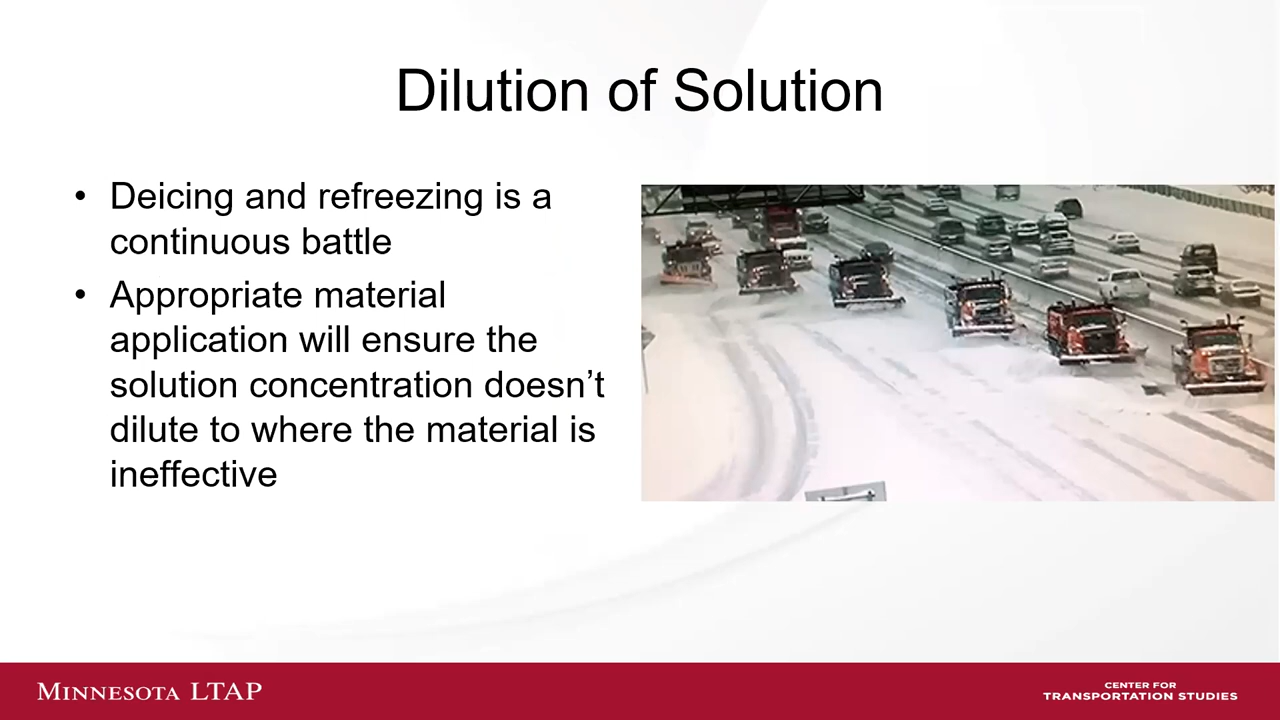 Dilution of Solution
• Deicing and refreezing is a
continuous battle
• Appropriate material
application will ensure the
solution concentration doesn’t
dilute to where the material is
ineffective
MINNESOTA LTAP
CENTER FOR
TRANSPORTATION STUDIES